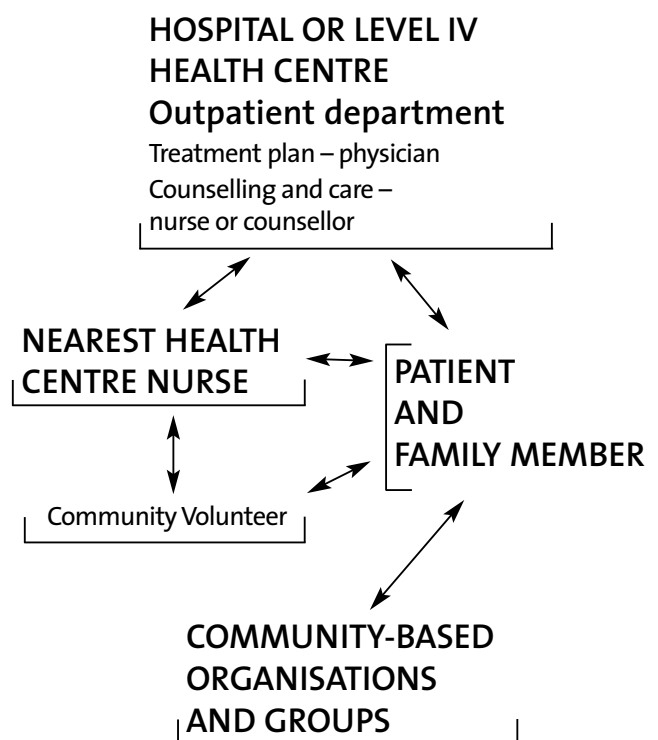 HOSPITAL OR LEVEL IV
HEALTH CENTRE
Outpatient department
Treatment plan – physician
Counselling and care –
nurse or counsellor
NEAREST HEALTH
CENTRE NURSE
PATIENT
AND
FAMILY MEMBER
Community Volunteer
COMMUNITY-BASED
ORGANISATIONS
AND GROUPS